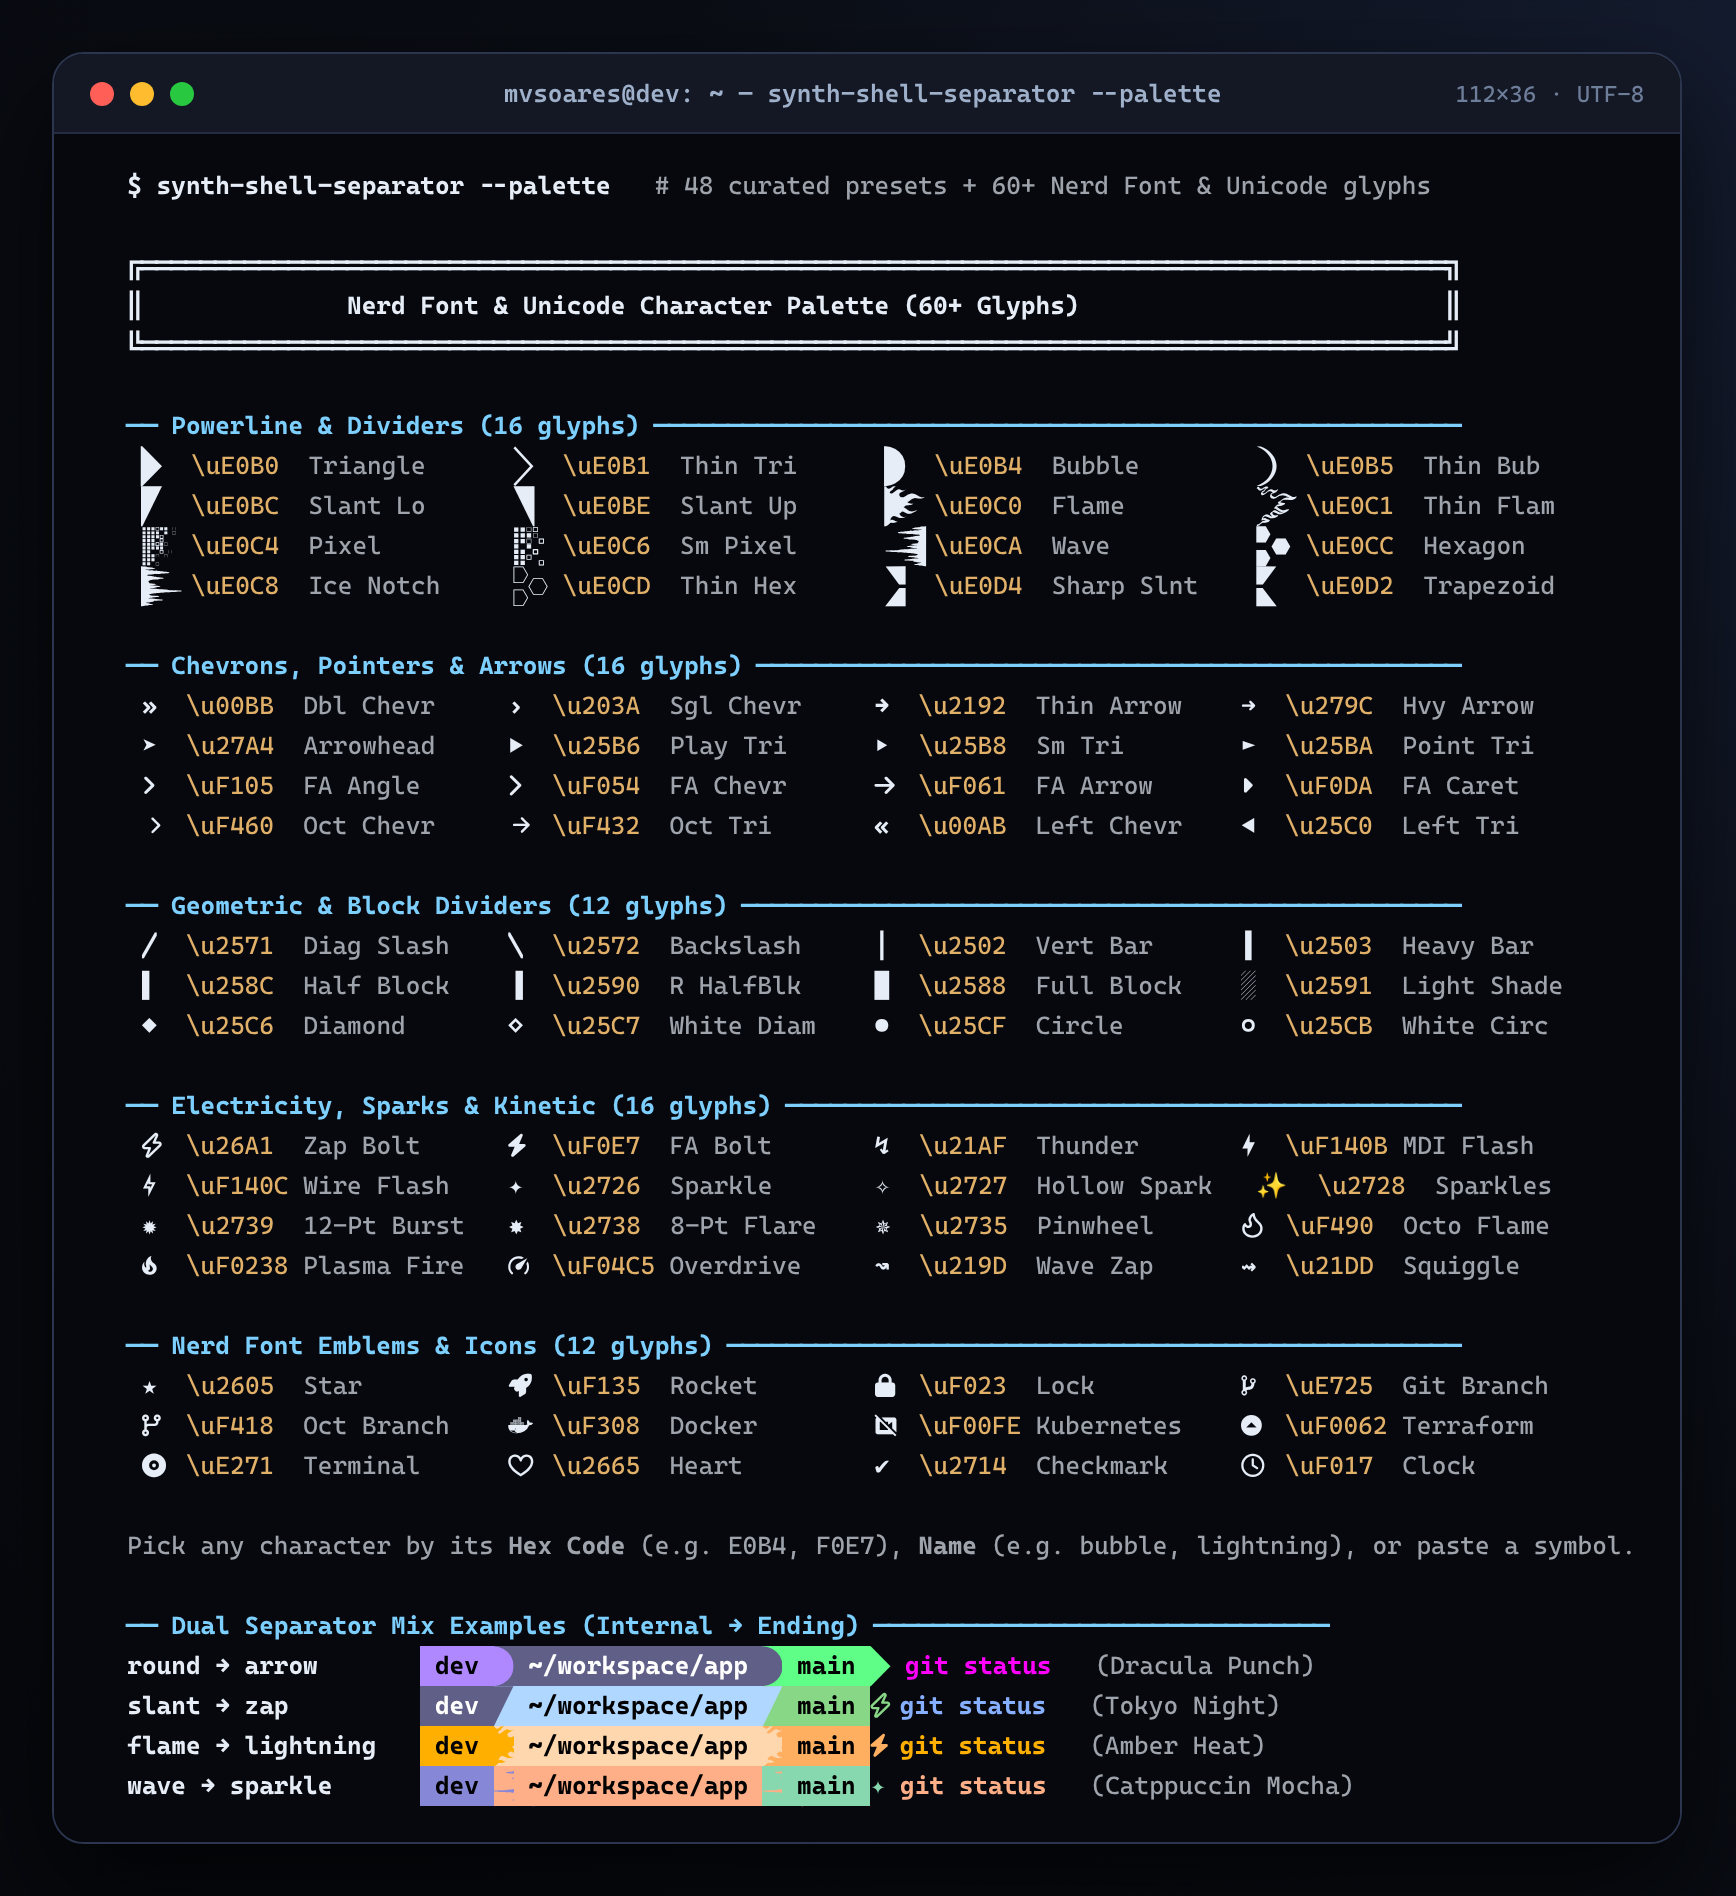 mvsoares@dev: ~ — synth-shell-separator --palette
112×36 · UTF-8
$ synth-shell-separator --palette # 48 curated presets + 60+ Nerd Font & Unicode glyphs
Nerd Font & Unicode Character Palette (60+ Glyphs)
── Powerline & Dividers (16 glyphs)
\uE0B0 Triangle \uE0B1 Thin Tri \uE0B4 Bubble \uE0B5 Thin Bub
\uE0BC Slant Lo \uE0BE Slant Up \uE0C0 Flame \uE0C1 Thin Flam
\uE0C4 Pixel \uE0C6 Sm Pixel \uE0CA Wave \uE0CC Hexagon
\uE0C8 Ice Notch \uE0CD Thin Hex \uE0D4 Sharp Slnt \uE0D2 Trapezoid
── Chevrons, Pointers & Arrows (16 glyphs)
» \u00BB Dbl Chevr › \u203A Sgl Chevr → \u2192 Thin Arrow ➜ \u279C Hvy Arrow
➤ \u27A4 Arrowhead ▶ \u25B6 Play Tri ▸ \u25B8 Sm Tri ► \u25BA Point Tri
\uF105 FA Angle \uF054 FA Chevr \uF061 FA Arrow \uF0DA FA Caret
\uF460 Oct Chevr \uF432 Oct Tri « \u00AB Left Chevr ◀ \u25C0 Left Tri
── Geometric & Block Dividers (12 glyphs)
╱ \u2571 Diag Slash ╲ \u2572 Backslash │ \u2502 Vert Bar ┃ \u2503 Heavy Bar
▌ \u258C Half Block ▐ \u2590 R HalfBlk █ \u2588 Full Block ░ \u2591 Light Shade
◆ \u25C6 Diamond ◇ \u25C7 White Diam ● \u25CF Circle ○ \u25CB White Circ
── Electricity, Sparks & Kinetic (16 glyphs)
⚡ \u26A1 Zap Bolt \uF0E7 FA Bolt ↯ \u21AF Thunder \uF140B MDI Flash
\uF140C Wire Flash ✦ \u2726 Sparkle ✧ \u2727 Hollow Spark ✨ \u2728 Sparkles
✹ \u2739 12-Pt Burst ✸ \u2738 8-Pt Flare ✵ \u2735 Pinwheel \uF490 Octo Flame
\uF0238 Plasma Fire \uF04C5 Overdrive ↝ \u219D Wave Zap ⇝ \u21DD Squiggle
── Nerd Font Emblems & Icons (12 glyphs)
★ \u2605 Star \uF135 Rocket \uF023 Lock \uE725 Git Branch
\uF418 Oct Branch \uF308 Docker \uF00FE Kubernetes \uF0062 Terraform
\uE271 Terminal ♥ \u2665 Heart ✔ \u2714 Checkmark \uF017 Clock
Pick any character by its Hex Code (e.g. E0B4, F0E7), Name (e.g. bubble, lightning), or paste a symbol.
── Dual Separator Mix Examples (Internal → Ending)
round → arrow dev ~/workspace/app main git status (Dracula Punch)
slant → zap dev ~/workspace/app main ⚡ git status (Tokyo Night)
flame → lightning dev ~/workspace/app main git status (Amber Heat)
wave → sparkle dev ~/workspace/app main ✦ git status (Catppuccin Mocha)